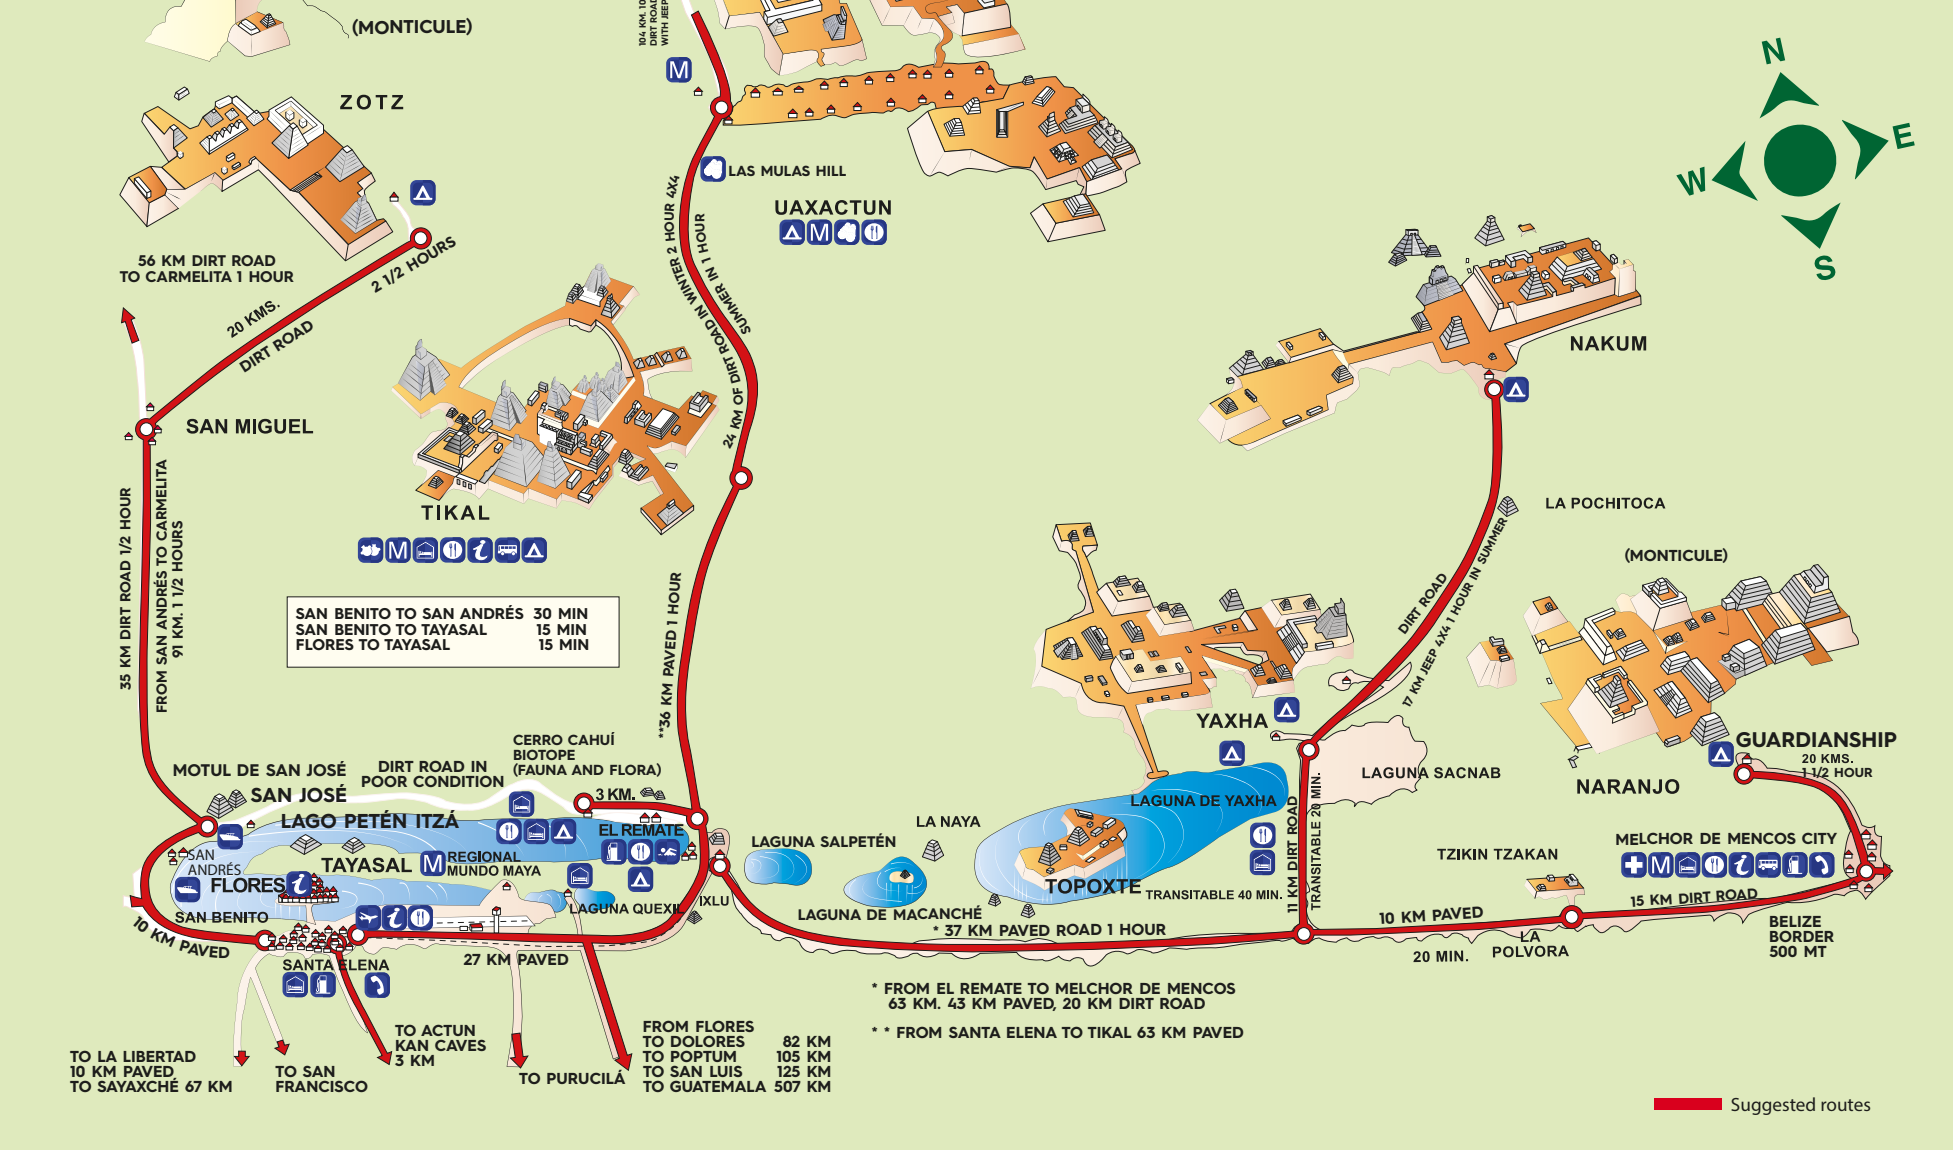 (MONTICULE)
104 KM. 10
DIRT ROAD
WITH JEEP
M
ZOTZ
N
E
W
S
LAS MULAS HILL
UAXACTUN
M
56 KM DIRT ROAD
TO CARMELITA 1 HOUR
2 1/2 HOURS
20 KMS.
DIRT ROAD
24 KM OF DIRT ROAD IN WINTER 2 HOUR 4X4
SUMMER IN 1 HOUR
NAKUM
SAN MIGUEL
TIKAL
M i
LA POCHITOCA
35 KM DIRT ROAD 1/2 HOUR
FROM SAN ANDRÉS TO CARMELITA
91 KM. 1 1/2 HOURS
SAN BENITO TO SAN ANDRÉS 30 MIN
SAN BENITO TO TAYASAL 15 MIN
FLORES TO TAYASAL 15 MIN
**36 KM PAVED 1 HOUR
DIRT ROAD
17 KM JEEP 4X4 1 HOUR IN SUMMER
(MONTICULE)
YAXHA
GUARDIANSHIP
20 KMS.
1 1/2 HOUR
NARANJO
LAGUNA SACNAB
MOTUL DE SAN JOSÉ
DIRT ROAD IN
POOR CONDITION
CERRO CAHUÍ
BIOTOPE
(FAUNA AND FLORA)
SAN JOSÉ
3 KM.
LAGO PETÉN ITZÁ
EL REMATE
LAGUNA DE YAXHA
LA NAYA
LAGUNA SALPETÉN
SAN
ANDRÉS
TAYASAL
M
REGIONAL
MUNDO MAYA
FLORES
i
SAN BENITO
i
LAGUNA QUEXIL
IXLU
TOPOXTE
TRANSITABLE 40 MIN.
11 KM DIRT ROAD
TRANSITABLE 20 MIN.
LAGUNA DE MACANCHÉ
* 37 KM PAVED ROAD 1 HOUR
MELCHOR DE MENCOS CITY
M i
TZIKIN TZAKAN
15 KM DIRT ROAD
10 KM PAVED
20 MIN.
LA
POLVORA
BELIZE
BORDER
500 MT
10 KM PAVED
SANTA ELENA
27 KM PAVED
* FROM EL REMATE TO MELCHOR DE MENCOS
63 KM. 43 KM PAVED, 20 KM DIRT ROAD
* * FROM SANTA ELENA TO TIKAL 63 KM PAVED
TO LA LIBERTAD
10 KM PAVED
TO SAYAXCHÉ 67 KM
TO SAN
FRANCISCO
TO ACTUN
KAN CAVES
3 KM
TO PURUCILÁ
FROM FLORES
TO DOLORES 82 KM
TO POPTUM 105 KM
TO SAN LUIS 125 KM
TO GUATEMALA 507 KM
Suggested routes